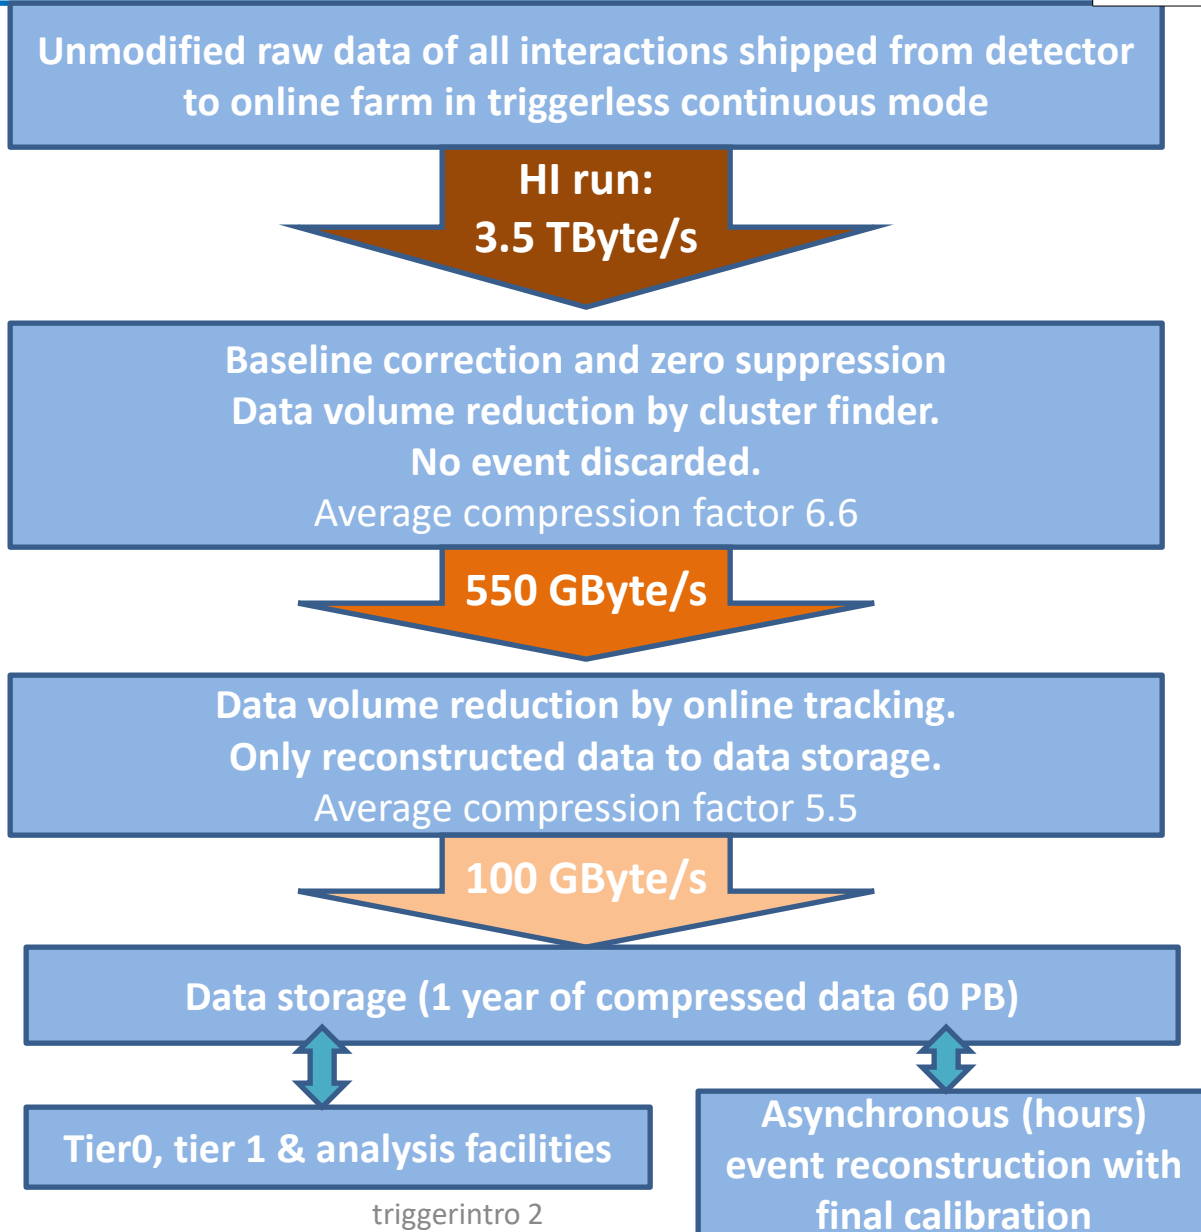 Unmodified raw data of all interactions shipped from detector
to online farm in triggerless continuous mode
HI run:
3.5 TByte/s
Baseline correction and zero suppression
Data volume reduction by cluster finder.
No event discarded.
Average compression factor 6.6
550 GByte/s
Data volume reduction by online tracking.
Only reconstructed data to data storage.
Average compression factor 5.5
100 GByte/s
Data storage (1 year of compressed data 60 PB)
Tier0, tier 1 & analysis facilities
Asynchronous (hours)
event reconstruction with
final calibration
triggerintro 2